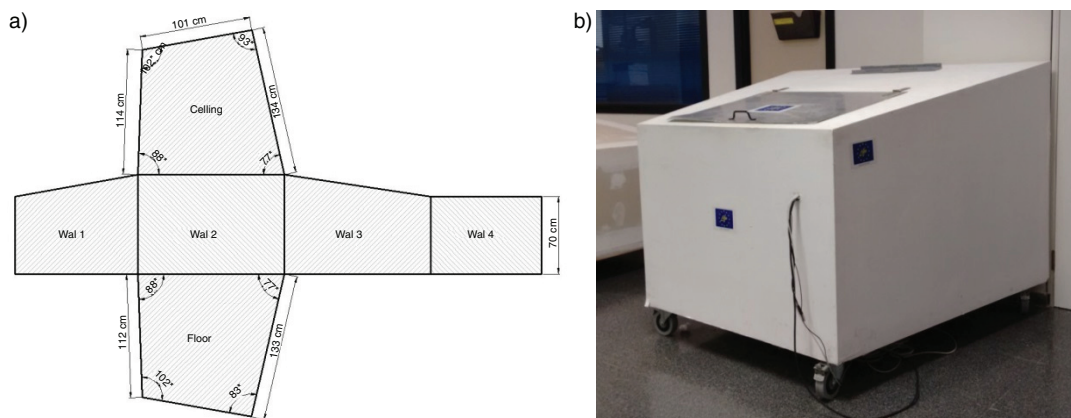 a)
b)
101 cm
93°
102° cm
114 cm
Celling
134 cm
88°
77°
Wal 1
Wal 2
Wal 3
Wal 4
70 cm
88°
77°
112 cm
Floor
133 cm
102°
83°